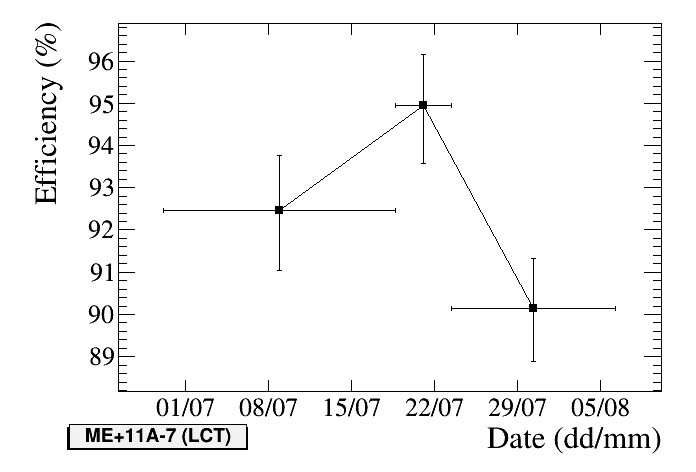 Efficiency (%)
96
95
94
93
92
91
90
89
01/07 08/07 15/07 22/07 29/07 05/08
ME+11A-7 (LCT)
Date (dd/mm)